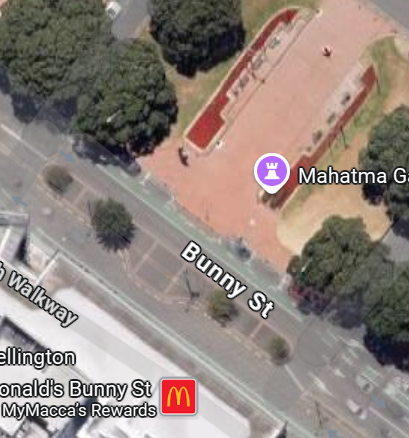 Mahatma Ga
Bunny St
h Walkway
ellington
onald's Bunny St
MyMacca's Rewards